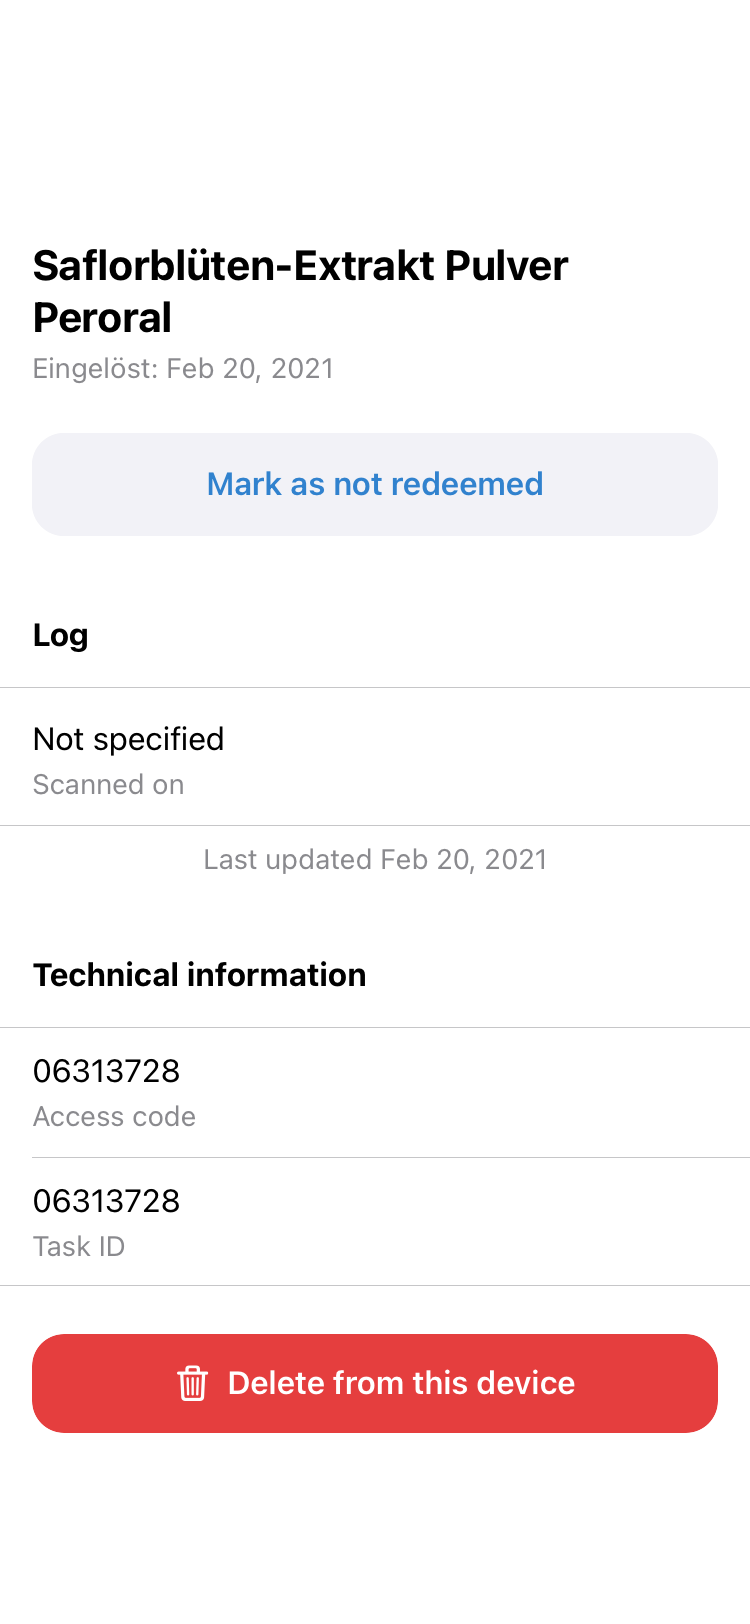 Saflorblüten-Extrakt Pulver
Peroral
Eingelöst: Feb 20, 2021
Mark as not redeemed
Log
Not specified
Scanned on
Last updated Feb 20, 2021
Technical information
06313728
Access code
06313728
Task ID
Delete from this device